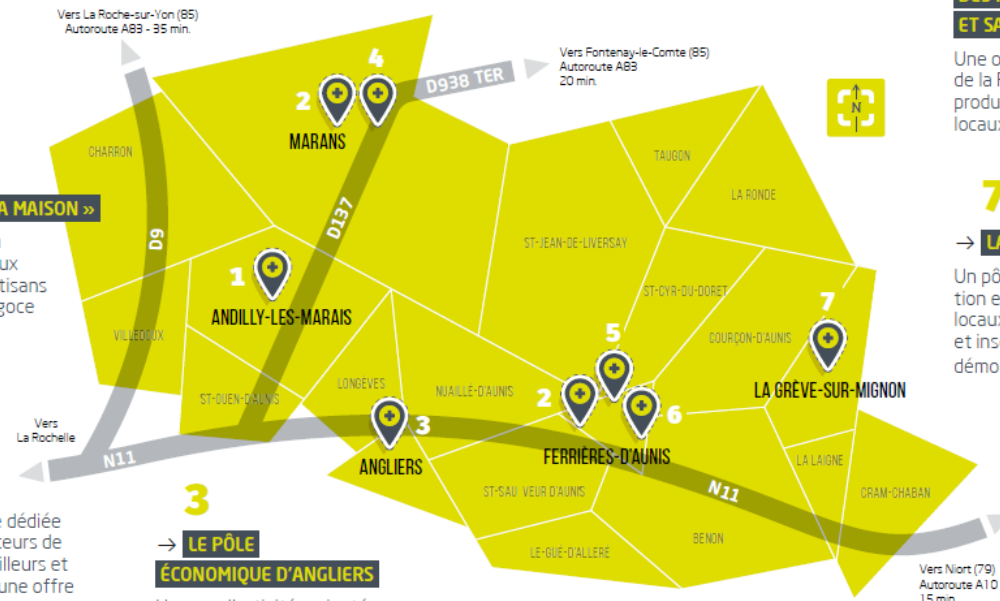 Vers La Roche-sur-Yon (85)
Autoroute A83 - 35 min.
4
2
MARANS
D938 TER
Vers Fontenay-le-Comte (85)
Autoroute A83
20 min.
N
ET SA
Une o
de la F
produ
locaux
CHARRON
TAUGON
LA RONDE
A MAISON »
ux
tisans
goce
D9
D137
ST-JEAN-DE-LIVERSAY
7
→ LA
Un pô
tion e
locaux
et inse
démo
1
ANDILLY-LES-MARAIS
ST-CYR-DU-DORET
VILLEDOUX
5
COURÇON-D'AUNIS
7
LA GRÈVE-SUR-MIGNON
ST-OUEN-D'AUNIS
LONGÈVES
NUAILLÉ-D'AUNIS
2
6
3
ANGLIERS
FERRIÈRES-D'AUNIS
Vers
La Rochelle
N11
N11
LA LAIGNE
CRAM-CHABAN
ST-SAU VEUR D'AUNIS
BENON
LE-GUÉ-D'ALLERÉ
e dédiée
teurs de
illeurs et
une offre
3
→ LE PÔLE
ÉCONOMIQUE D'ANGLIERS
Vers Niort (79)
Autoroute A10
15 min.